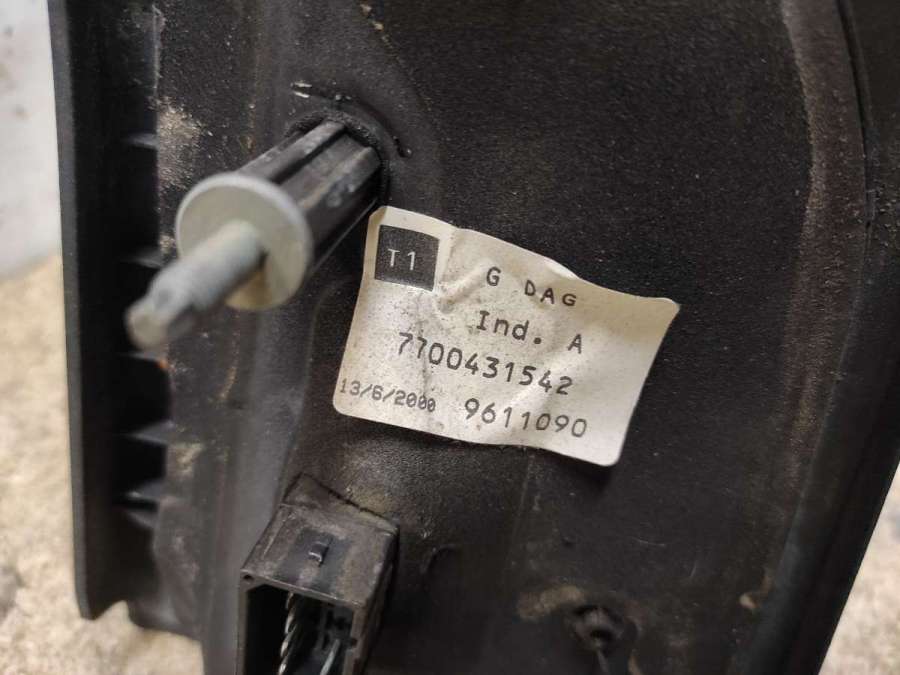 T1
G DAG
Ind. A
7700431542
13/6/2000 9611090